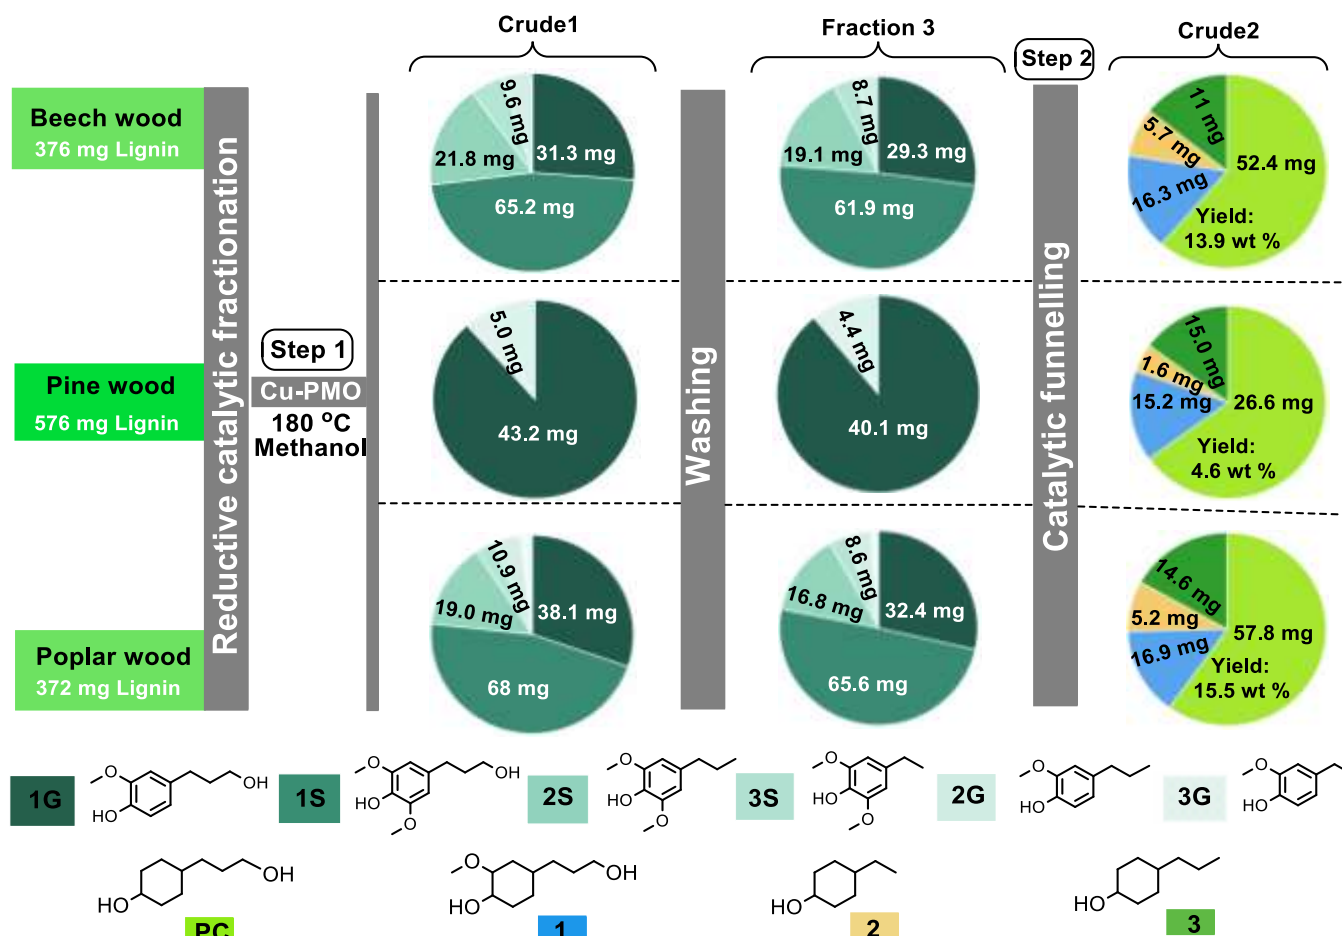 Crude1
Fraction 3
Step 2
Crude2
Beech wood
376 mg Lignin
Reductive catalytic fractionation
9.6 mg
31.3 mg
21.8 mg
65.2 mg
Washing
8.7 mg
29.3 mg
19.1 mg
61.9 mg
Catalytic funnelling
11 mg
5.7 mg
52.4 mg
16.3 mg
Yield:
13.9 wt %
Pine wood
576 mg Lignin
Step 1
Cu-PMO
180 °C
Methanol
5.0 mg
43.2 mg
4.4 mg
40.1 mg
15.0 mg
1.6 mg
15.2 mg
26.6 mg
Yield:
4.6 wt %
Poplar wood
372 mg Lignin
10.9 mg
19.0 mg
38.1 mg
68 mg
8.6 mg
16.8 mg
32.4 mg
65.6 mg
14.6 mg
5.2 mg
57.8 mg
16.9 mg
Yield:
15.5 wt %
1G
O
HO
OH
1S
O
HO
O
OH
2S
O
HO
O
3S
O
HO
O
2G
O
HO
3G
O
HO
HO
OH
PC
O
HO
OH
1
HO
2
HO
3